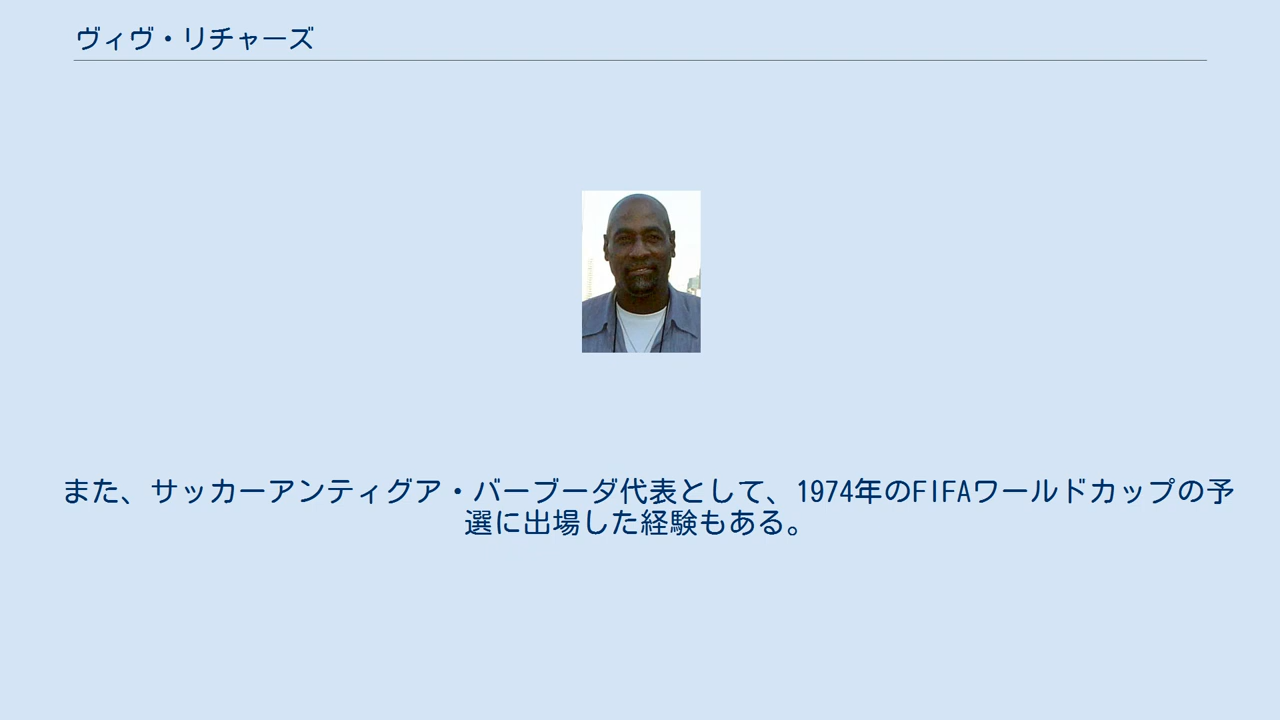 ヴィヴ・リチャーズ
また、サッカーアンティグア・バーブーダ代表として、1974年のFIFAワールドカップの予
選に出場した経験もある。